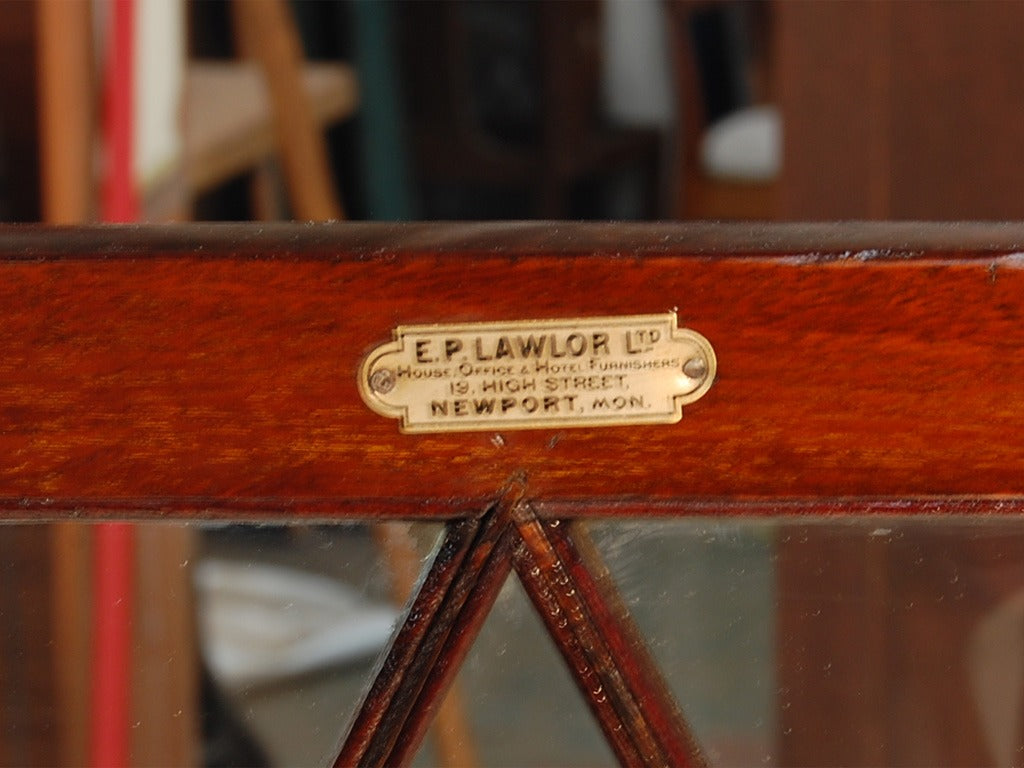 E.P. LAWLOR LTD
HOUSE, OFFICE & HOTEL FURNISHERS
19, HIGH STREET,
NEWPORT, MON.